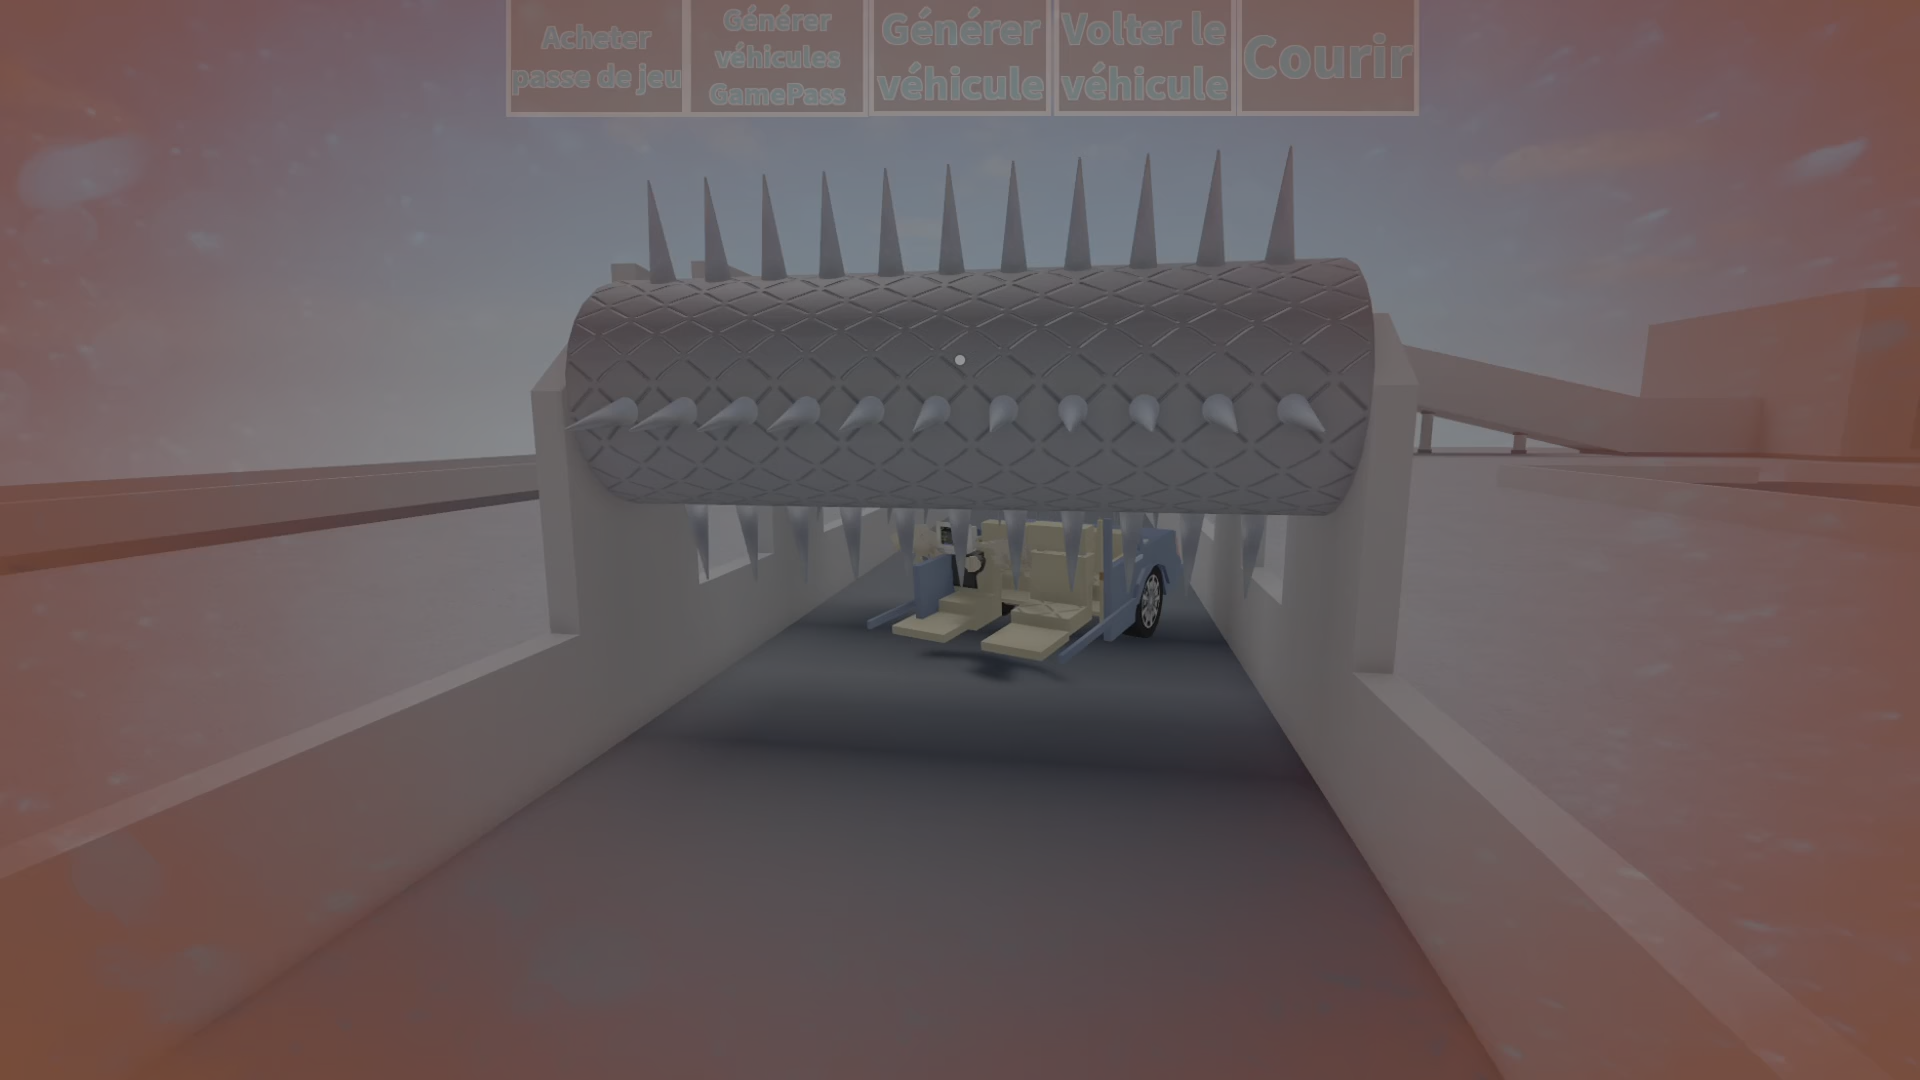 Acheter
passe de jeu
Générer
véhicules
GamePass
Générer
véhicule
Volter le
véhicule
Courir